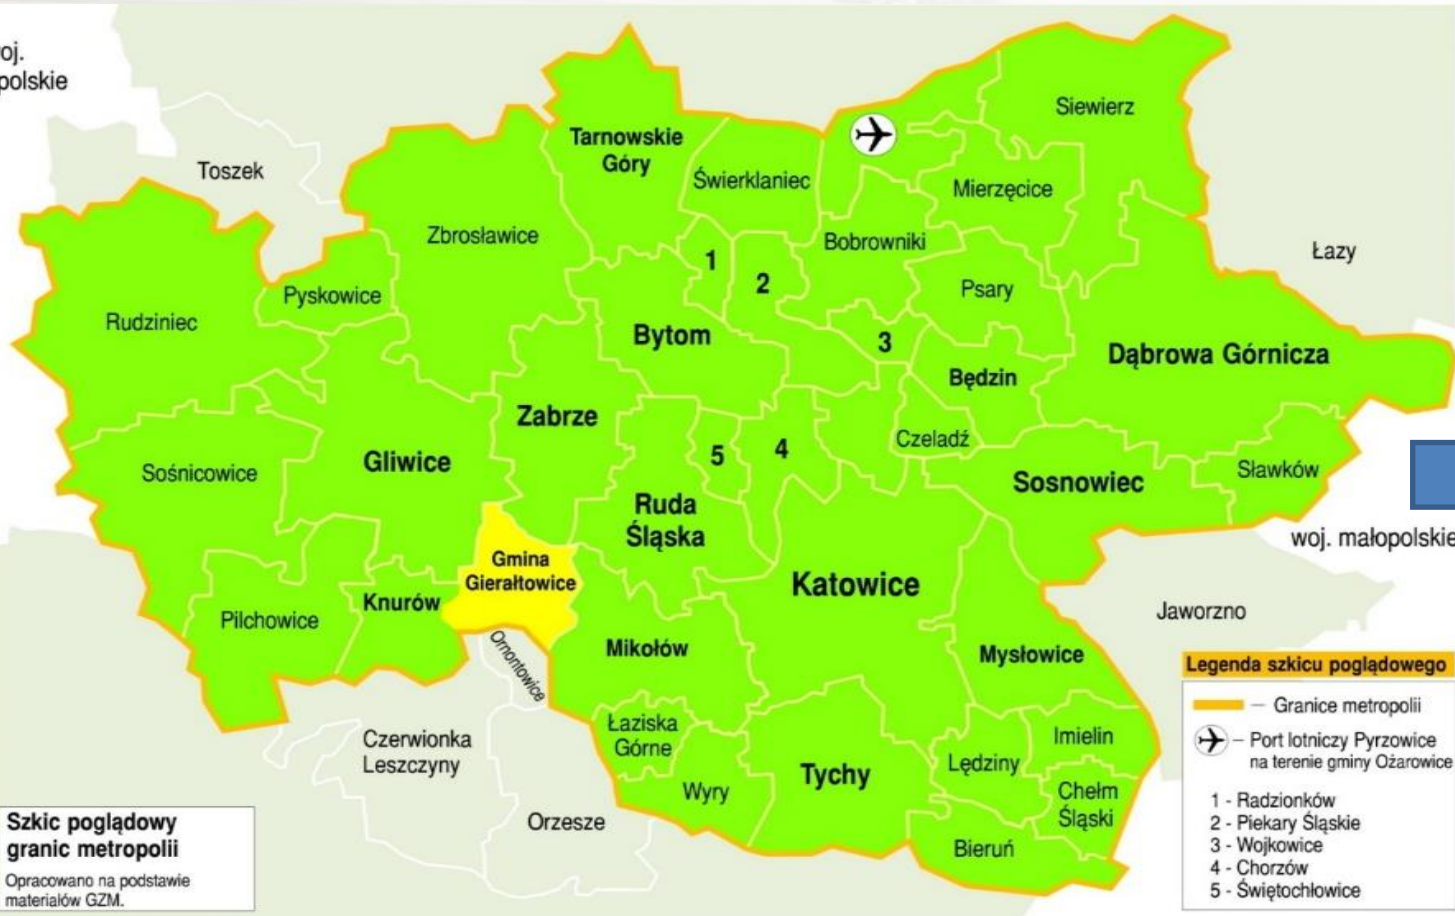 oj.
polskie
Siewierz
Tarnowskie
Góry
Toszek
Świerklaniec
Mierzęcice
Zbrosławice
Bobrowniki
Łazy
1
2
Psary
Pyskowice
Rudziniec
Bytom
3
Dąbrowa Górnicza
Będzin
Zabrze
Czeladź
5
4
Gliwice
Sośnicowice
Sosnowiec
Sławków
Ruda
Śląska
woj. małopolskie
Gmina
Gierałtowice
Katowice
Knurów
Pilchowice
Jaworzno
Ornontowice
Mikołów
Mysłowice
Łaziska
Górne
Imielin
Czerwionka
Leszczyny
Lędziny
Tychy
Wyry
Chełm
Śląski
Orzesze
Bieruń
Legenda szkicu poglądowego
– Granice metropolii
– Port lotniczy Pyrzowice
na terenie gminy Ożarowice
1 - Radzionków
2 - Piekary Śląskie
3 - Wojkowice
4 - Chorzów
5 - Świętochłowice
Szkic poglądowy
granic metropolii
Opracowano na podstawie
materiałów GZM.